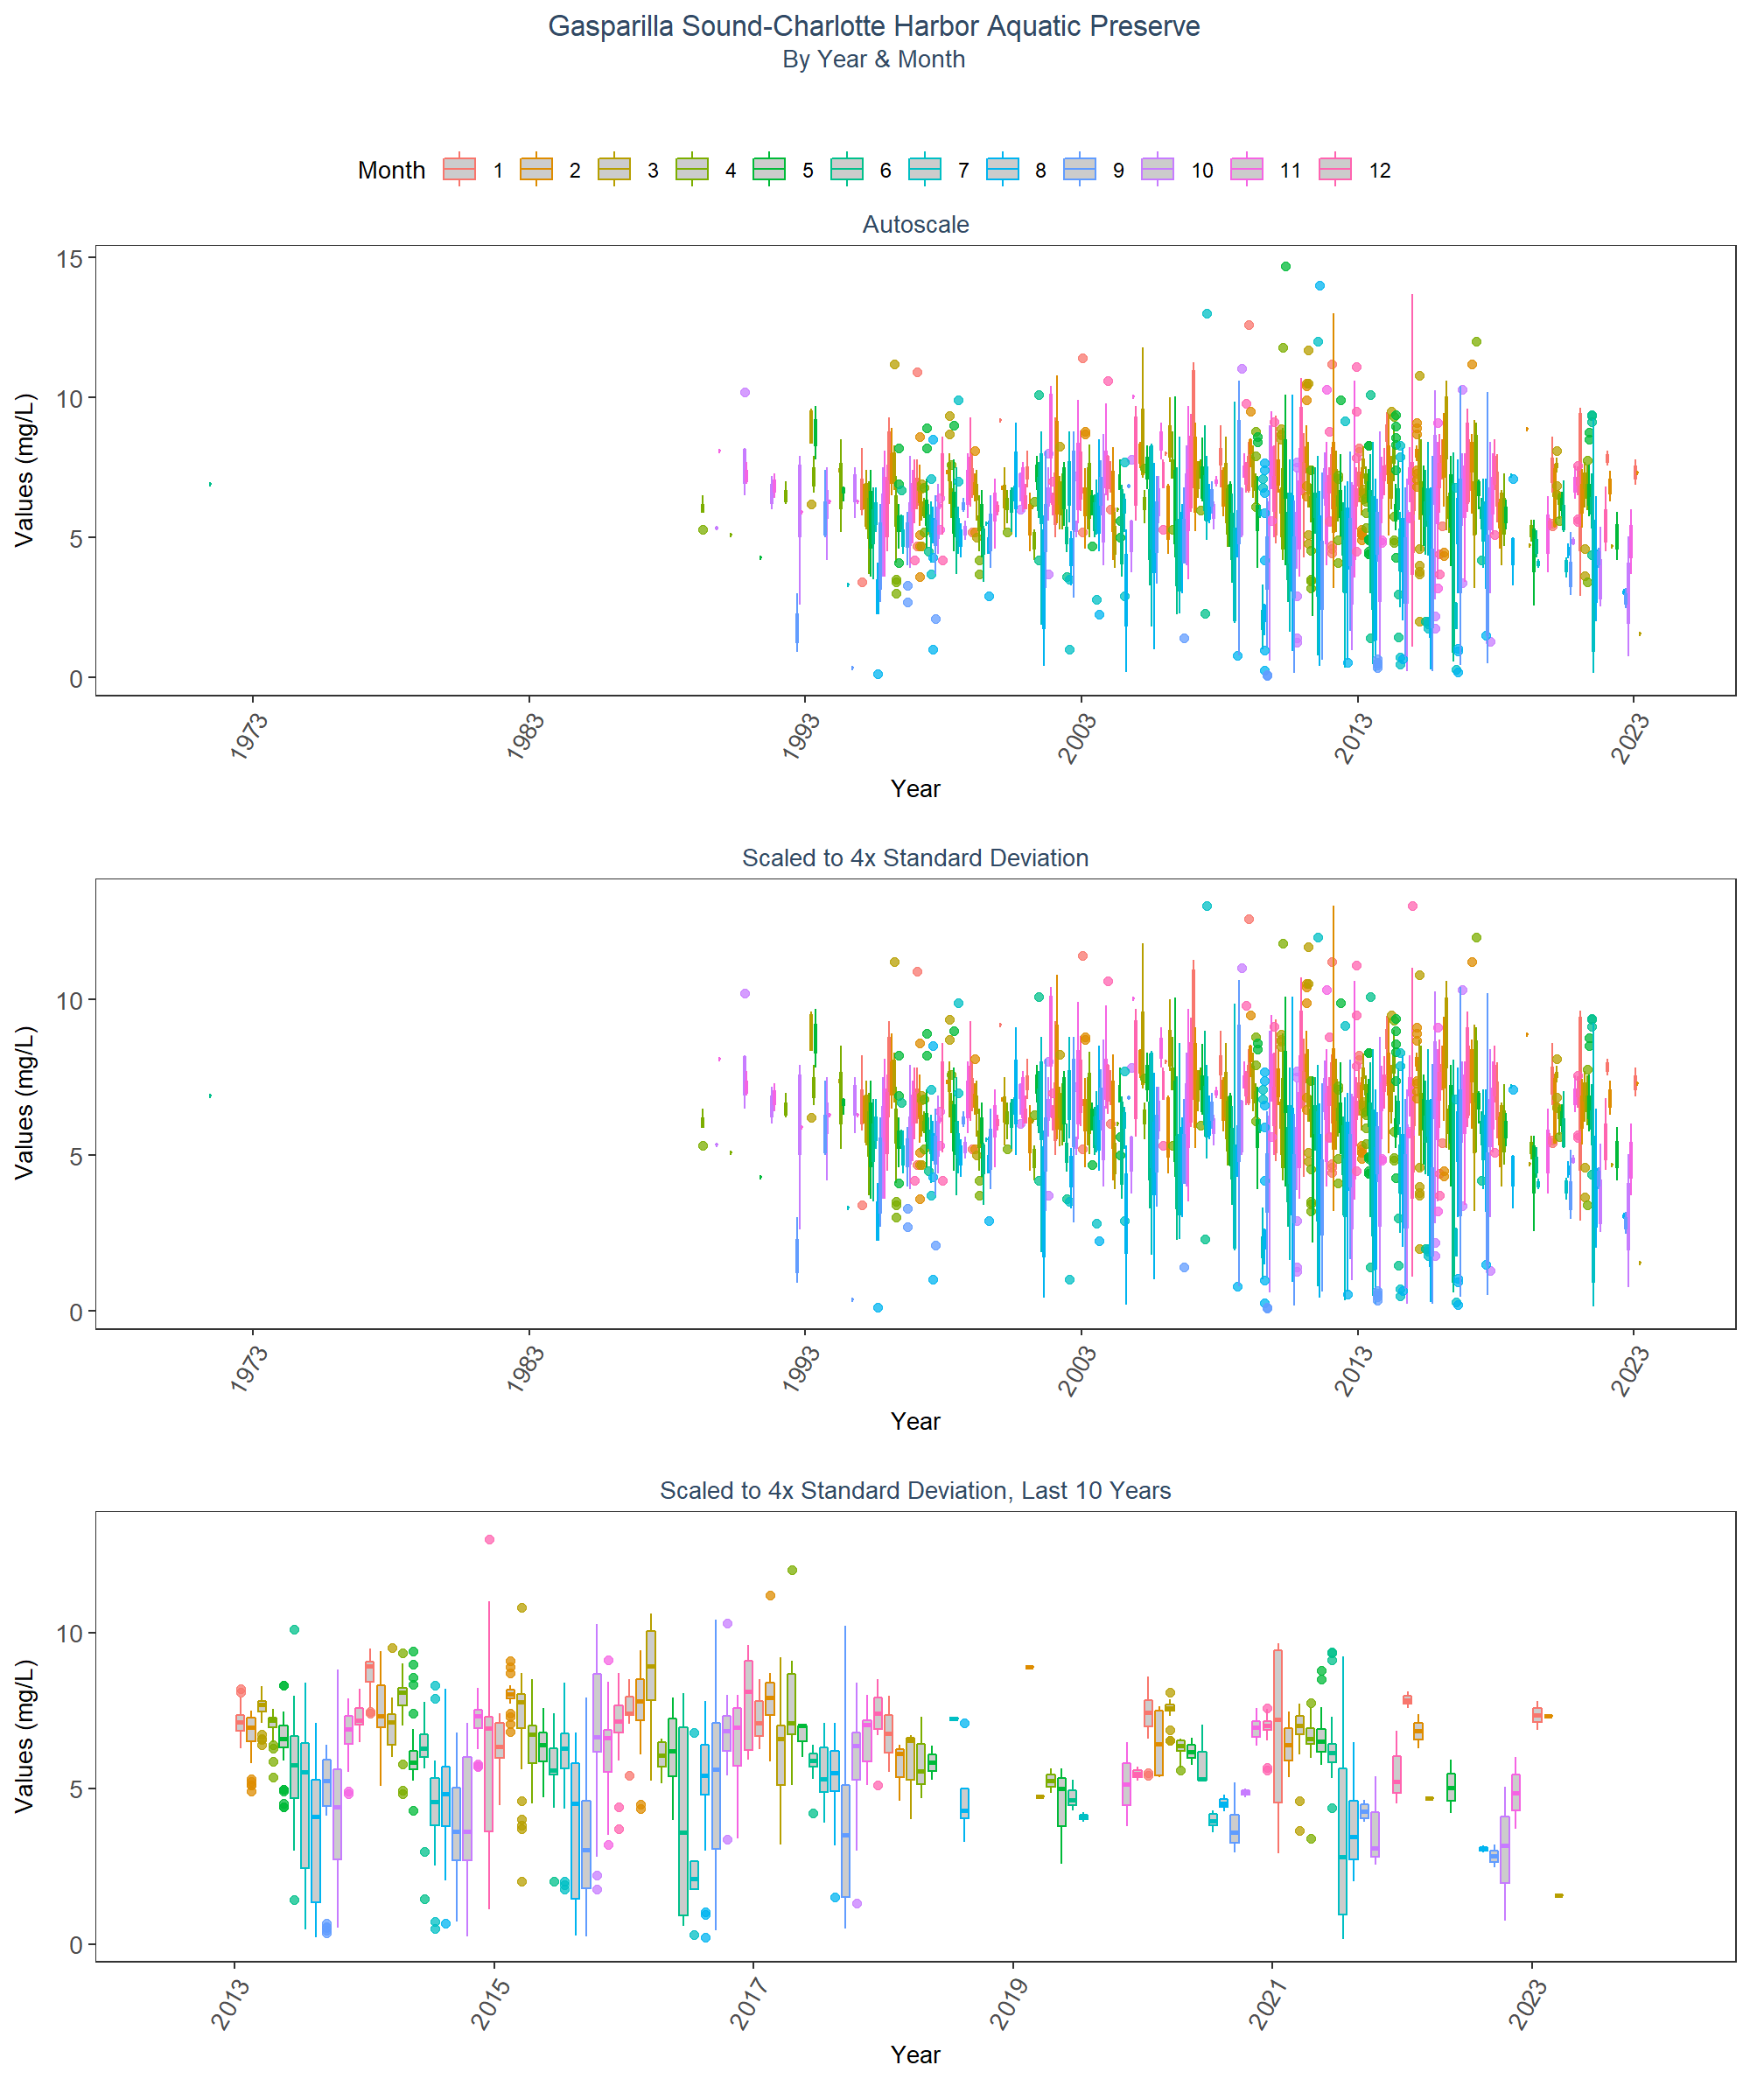 Gasparilla Sound-Charlotte Harbor Aquatic Preserve
By Year & Month
Month 1 2 3 4 5 6 7 8 9 10 11 12
Autoscale
Values (mg/L)
15
10
5
0
1973 1983 1993 2003 2013 2023
Year
Scaled to 4x Standard Deviation
Values (mg/L)
10
5
0
1973 1983 1993 2003 2013 2023
Year
Scaled to 4x Standard Deviation, Last 10 Years
Values (mg/L)
10
5
0
2013 2015 2017 2019 2021 2023
Year